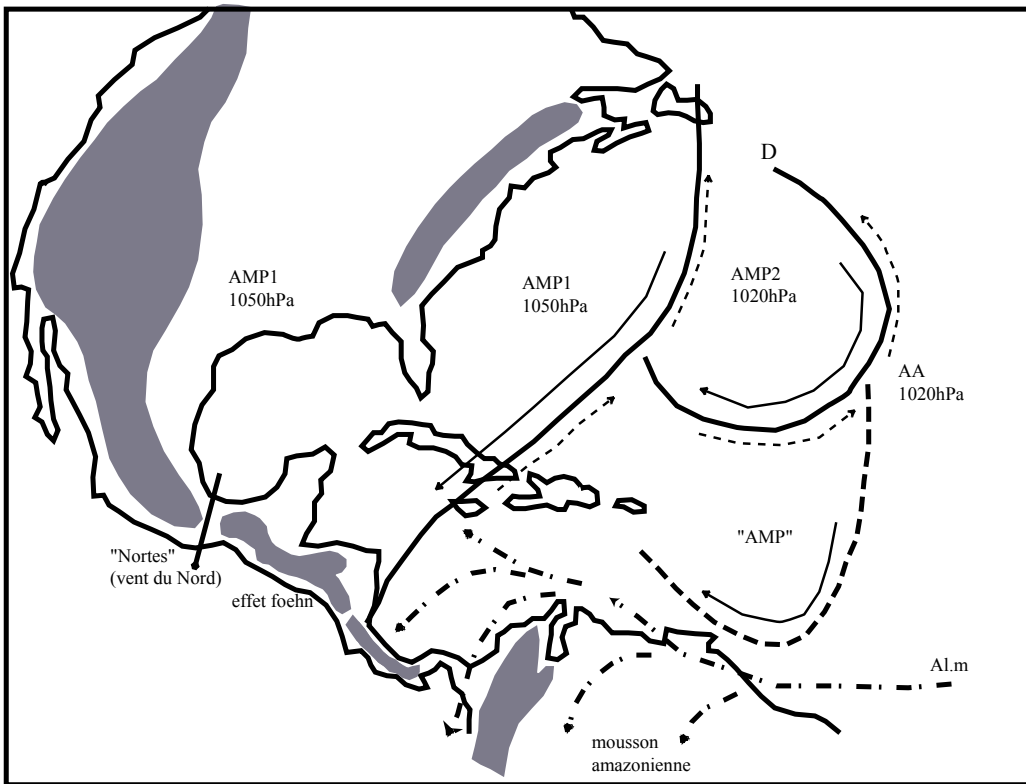 D
AMP1
1050hPa
AMP1
1050hPa
AMP2
1020hPa
AA
1020hPa
"Nortes"
(vent du Nord)
"AMP"
effet foehn
Al.m
mousson
amazonienne